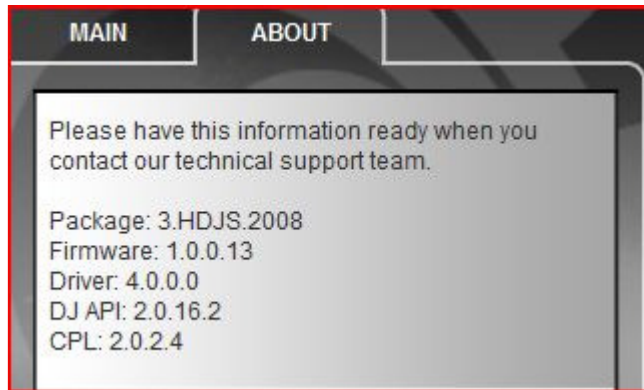 MAIN ABOUT
Please have this information ready when you
contact our technical support team.
Package: 3.HDJS.2008
Firmware: 1.0.0.13
Driver: 4.0.0.0
DJ API: 2.0.16.2
CPL: 2.0.2.4